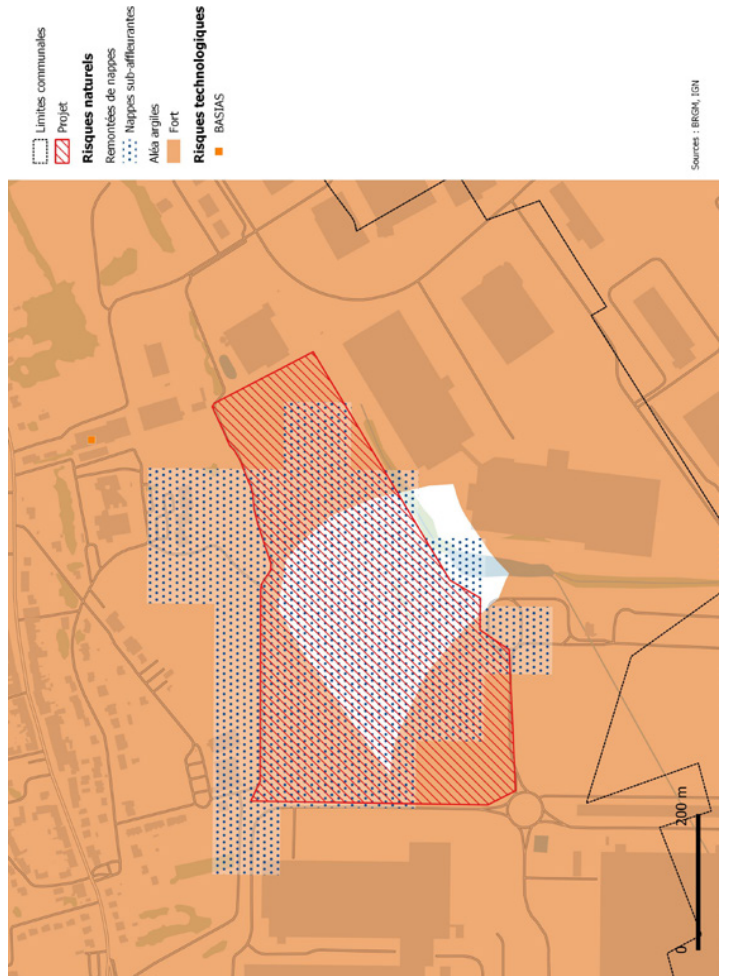 Limites communales
Projet
Risques naturels
Remontées de nappes
Nappes sub-affleurantes
Aléa argiles
Fort
Risques technologiques
BASIAS
Sources : BRGM, IGN
0 200 m